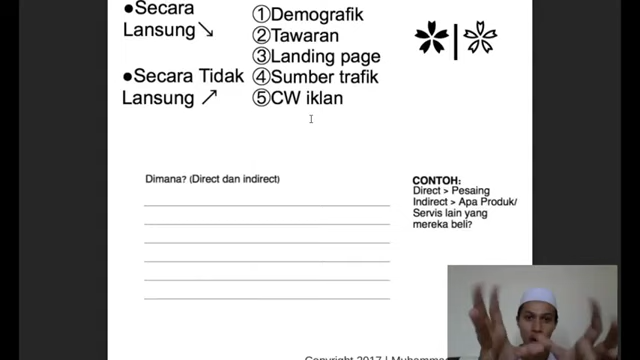 ●Secara
Lansung↘
●Secara Tidak
Lansung ↗
①Demografik
②Tawaran
③Landing page
④Sumber trafik
⑤CW iklan
Dimana? (Direct dan indirect)
CONTOH:
Direct > Pesaing
Indirect > Apa Produk/
Servis lain yang
mereka beli?
Copyright 2017 | Muhammad